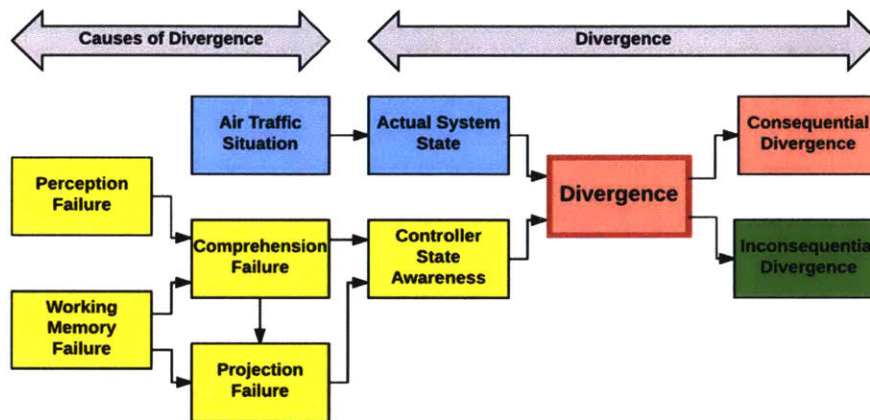 Causes of Divergence
Divergence
Air Traffic
Situation
Actual System
State
Consequential
Divergence
Perception
Failure
Divergence
Comprehension
Failure
Controller
State
Awareness
Inconsequential
Divergence
Working
Memory
Failure
Projection
Failure